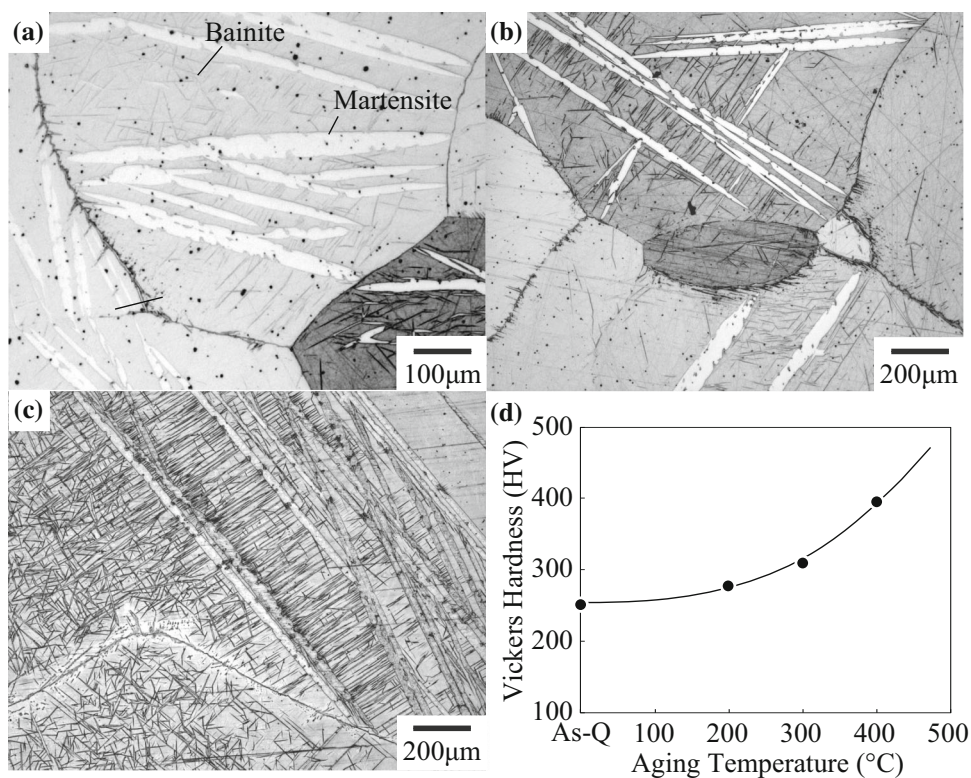 (a)
Bainite
Martensite
100μm
(b)
200μm
(c)
200μm
(d)
Vickers Hardness (HV)
500
400
300
200
100
As-Q 100 200 300 400 500
Aging Temperature (°C)